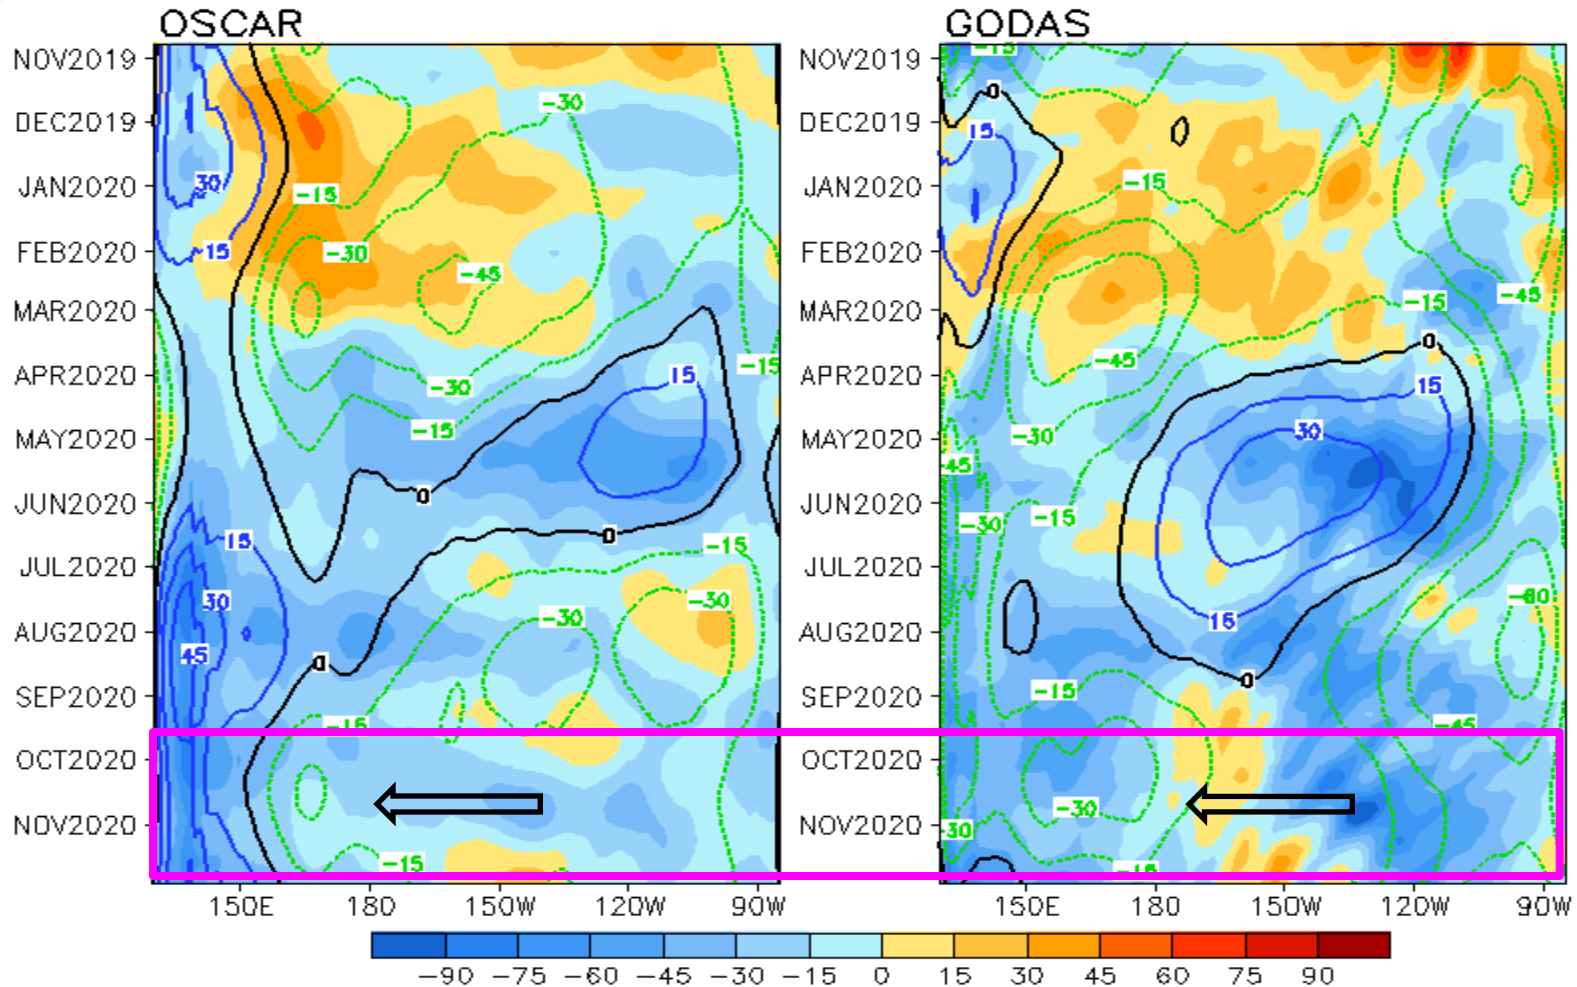 OSCAR GODAS
NOV2019 -15 NOV2019 -15
DEC2019 -30 DEC2019 0 15
JAN2020 30 -15 JAN2020 -15
FEB2020 15 -30 -45 FEB2020
MAR2020 MAR2020 -15 -45
APR2020 -30 15 -15 APR2020 -45 0 15
MAY2020 -15 MAY2020 -30 30 -45
JUN2020 0 0 JUN2020 -30 -15
JUL2020 15 -15 JUL2020
30 -30 -30 -60
AUG2020 45 0 AUG2020 15
SEP2020 -15 SEP2020 -15 0 -45
OCT2020 OCT2020 -30
NOV2020 -15 NOV2020 -30 -15
150E 180 150W 120W 90W 150E 180 150W 120W 90W
-90 -75 -60 -45 -30 -15 0 15 30 45 60 75 90